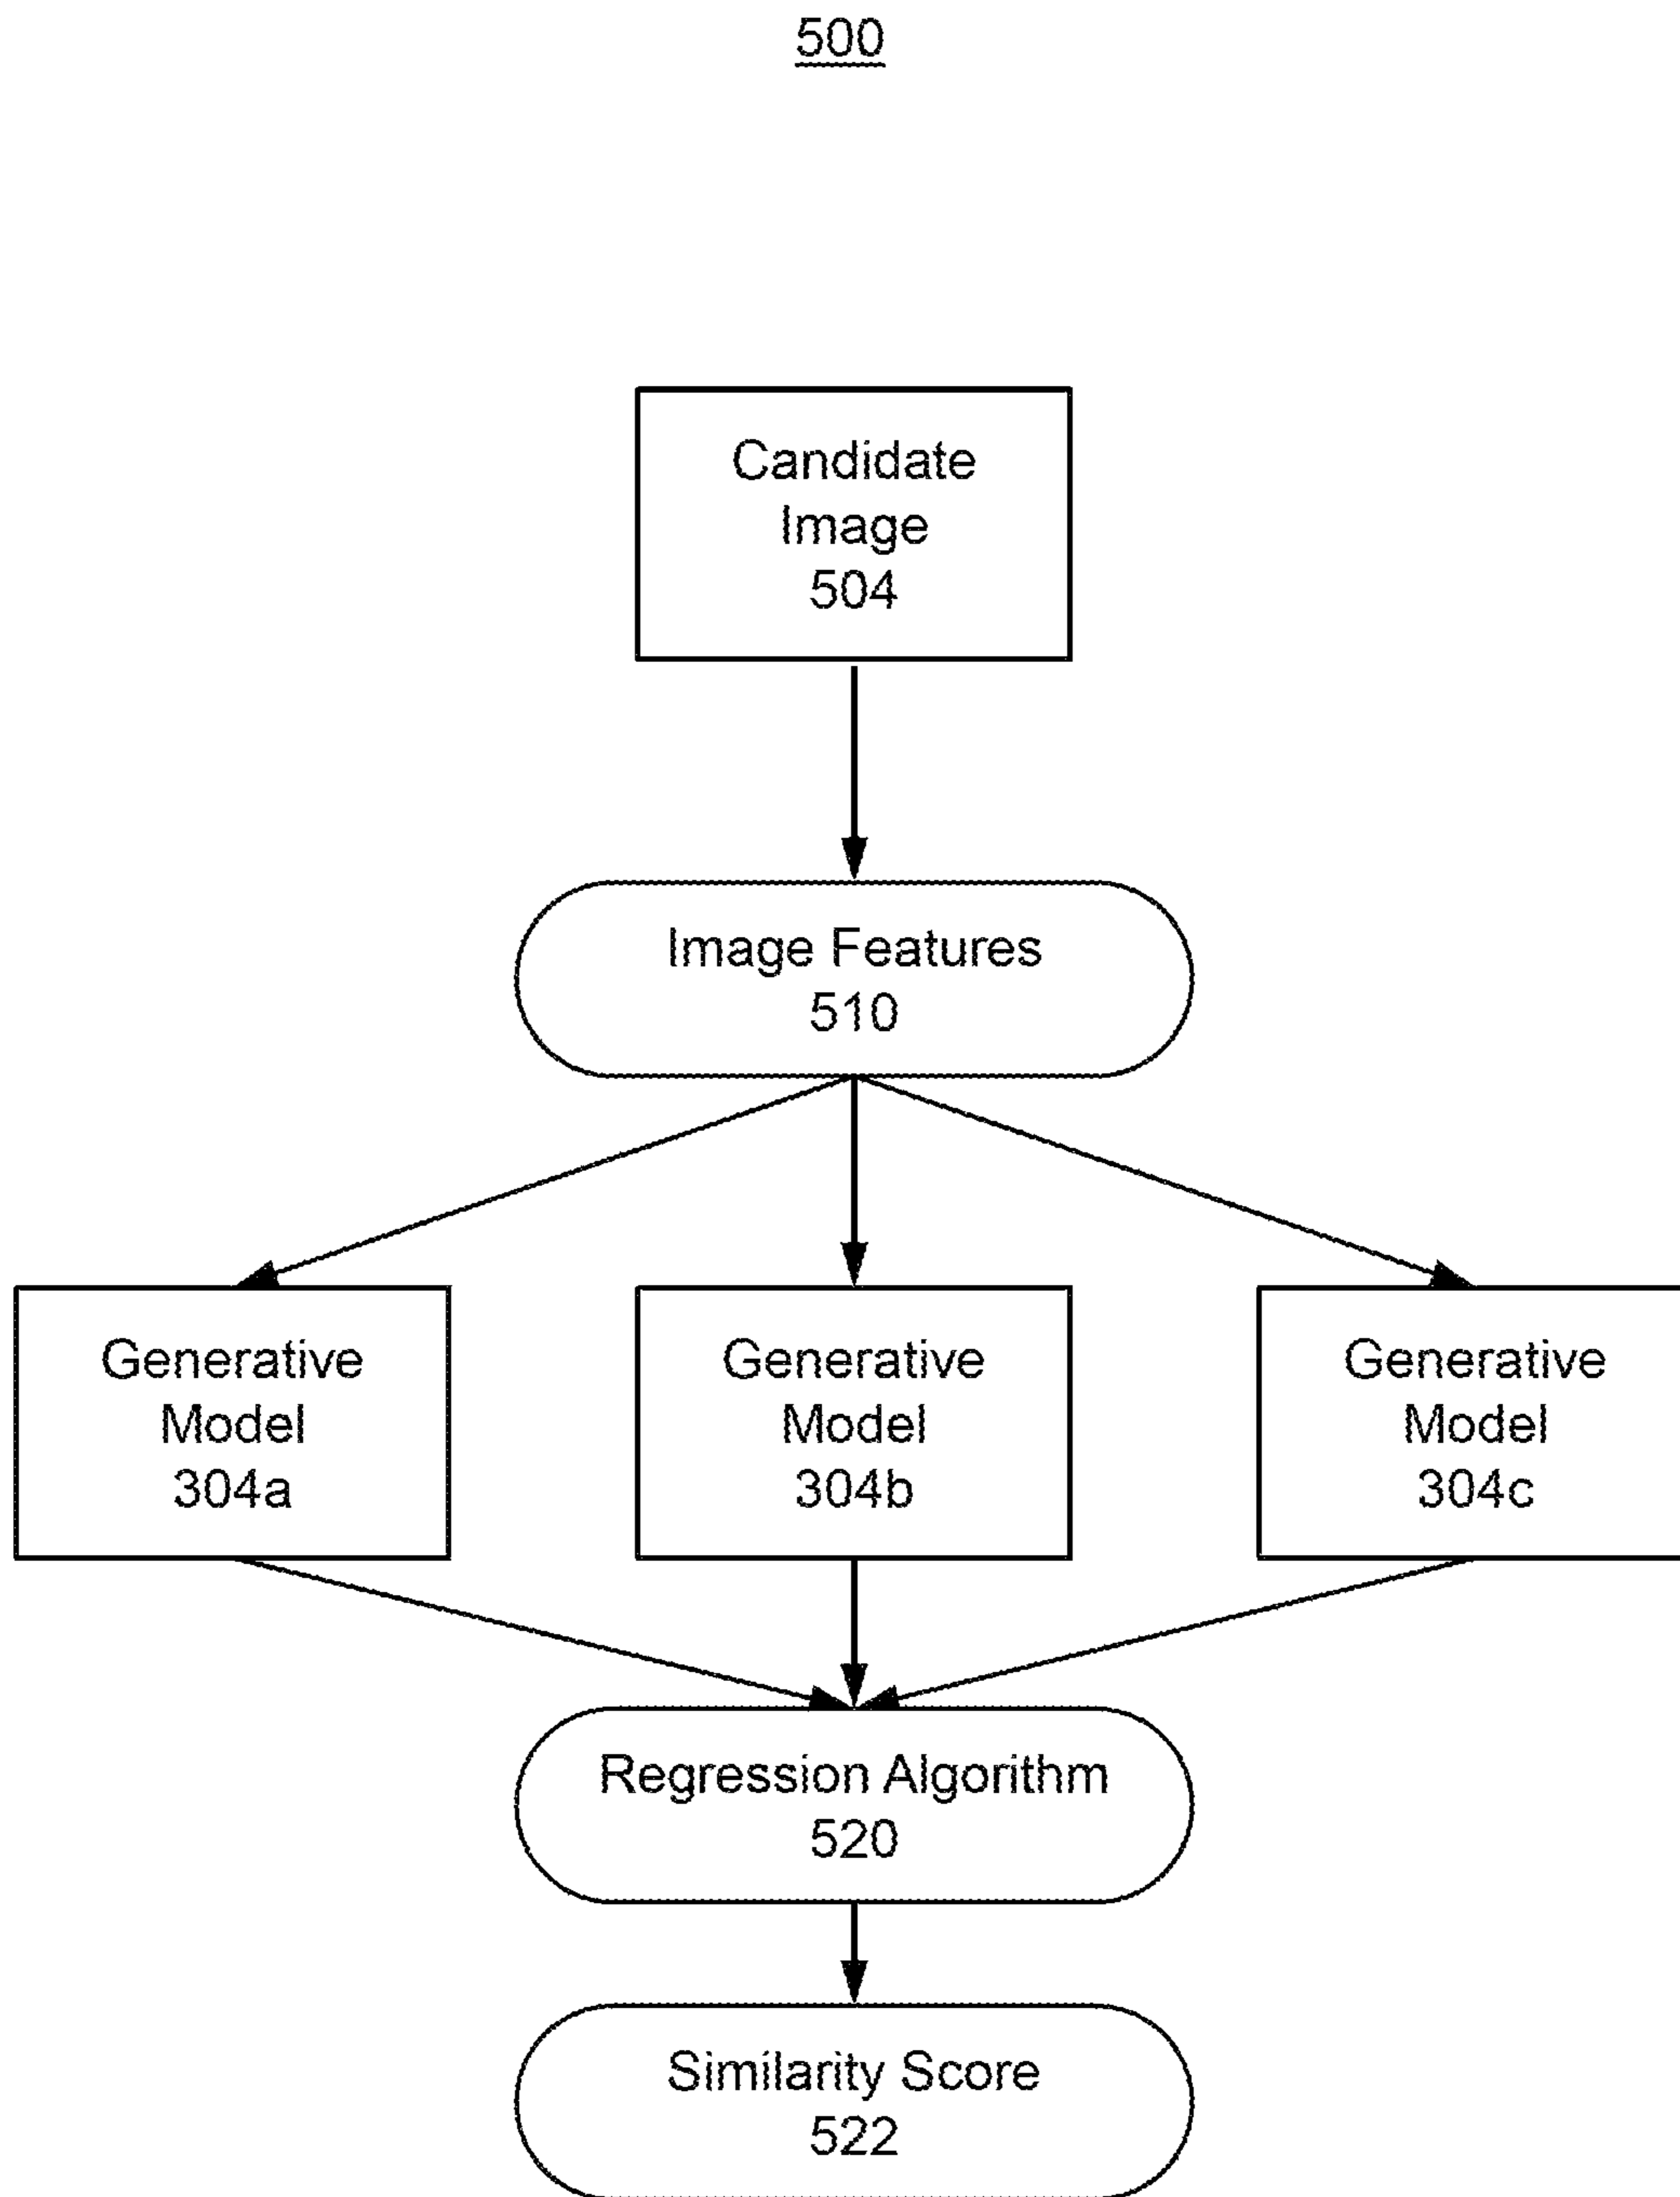 500
Candidate
Image
504
Image Features
510
Generative
Model
304a
Generative
Model
304b
Generative
Model
304c
Regression Algorithm
520
Similarity Score
522